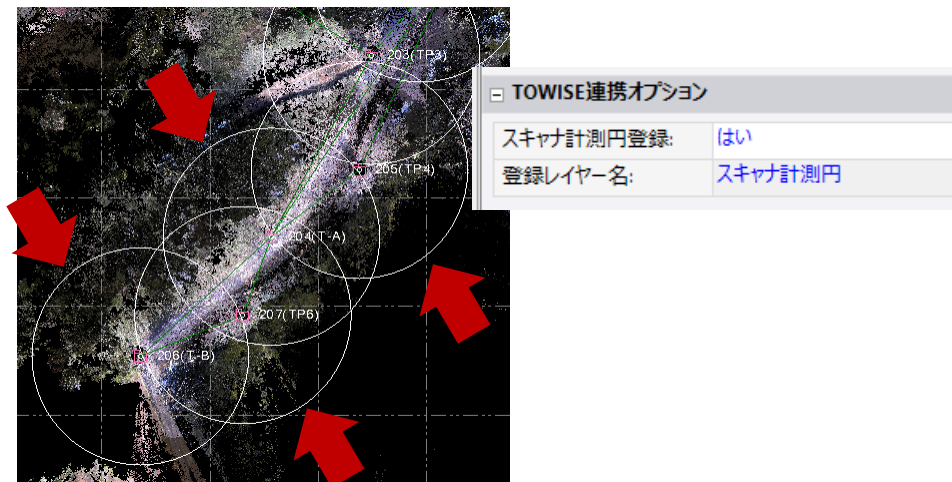 203(TP3)
TOWISE連携オプション
スキャナ計測円登録: はい
登録レイヤー名: スキャナ計測円
205(TP4)
204(T-A)
207(TP6)
206(T-B)